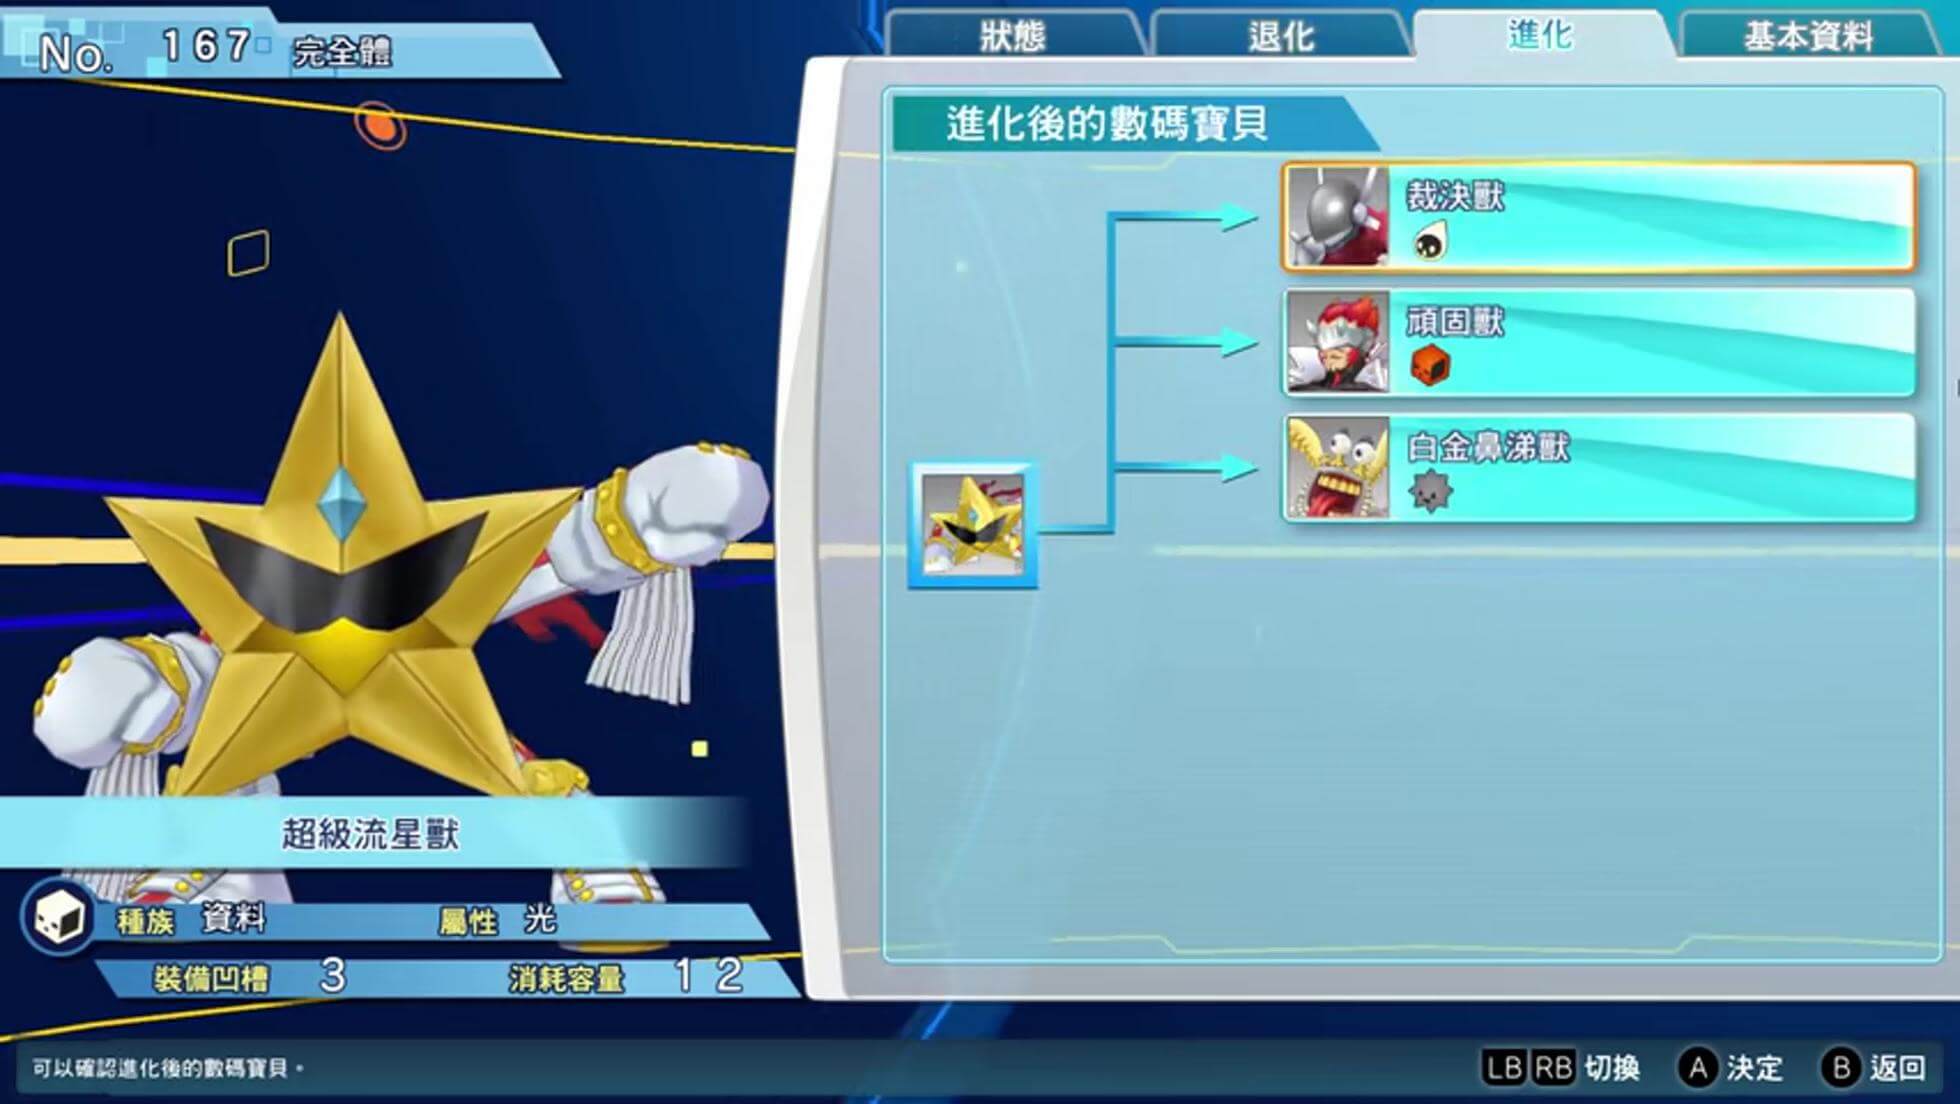 No. 167 完全體
狀態 退化 進化 基本資料
進化後的數碼寶貝
裁決獸
頑固獸
白金鼻涕獸
超級流星獸
種族 資料 屬性 光
裝備凹槽 3 消耗容量 12
可以確認進化後的數碼寶貝。
LB RB 切換 A 決定 B 返回